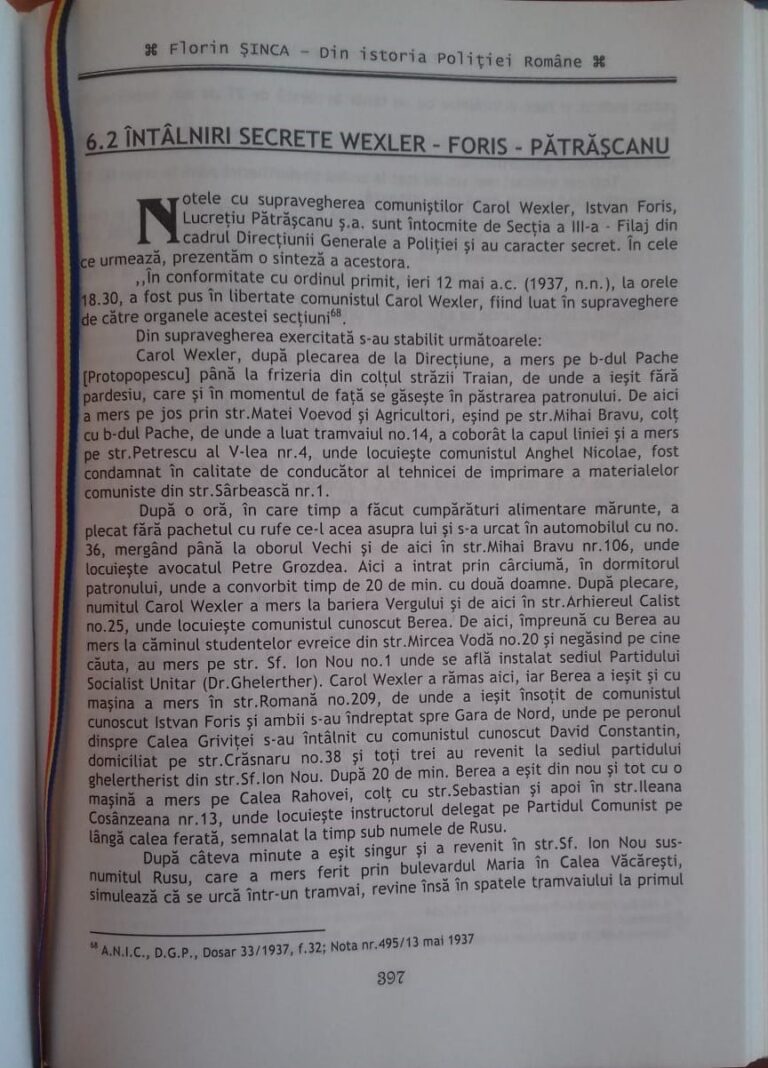 ⌘ Florin ŞINCA – Din istoria Poliţiei Române ⌘
6.2 ÎNTÂLNIRI SECRETE WEXLER - FORIS - PĂTRĂŞCANU
Notele cu supravegherea comuniştilor Carol Wexler, Istvan Foris,
Lucreţiu Pătrăşcanu ş.a. sunt întocmite de Secţia a III-a - Filaj din
cadrul Direcţiunii Generale a Poliţiei şi au caracter secret. În cele
ce urmează, prezentăm o sinteză a acestora.
,,În conformitate cu ordinul primit, ieri 12 mai a.c. (1937, n.n.), la orele
18.30, a fost pus în libertate comunistul Carol Wexler, fiind luat în supraveghere
de către organele acestei secţiuni⁶⁸.
Din supravegherea exercitată s-au stabilit următoarele:
Carol Wexler, după plecarea de la Direcţiune, a mers pe b-dul Pache
[Protopopescu] până la frizeria din colţul străzii Traian, de unde a ieşit fără
pardesiu, care şi în momentul de faţă se găseşte în păstrarea patronului. De aici
a mers pe jos prin str.Matei Voevod şi Agricultori, eşind pe str.Mihai Bravu, colţ
cu b-dul Pache, de unde a luat tramvaiul no.14, a coborât la capul liniei şi a mers
pe str.Petrescu al V-lea nr.4, unde locuieşte comunistul Anghel Nicolae, fost
condamnat în calitate de conducător al tehnicei de imprimare a materialelor
comuniste din str.Sârbească nr.1.
După o oră, în care timp a făcut cumpărături alimentare mărunte, a
plecat fără pachetul cu rufe ce-l acea asupra lui şi s-a urcat în automobilul cu no.
36, mergând până la oborul Vechi şi de aici în str.Mihai Bravu nr.106, unde
locuieşte avocatul Petre Grozdea. Aici a intrat prin cârciumă, în dormitorul
patronului, unde a convorbit timp de 20 de min. cu două doamne. După plecare,
numitul Carol Wexler a mers la bariera Vergului şi de aici în str.Arhiereul Calist
no.25, unde locuieşte comunistul cunoscut Berea. De aici, împreună cu Berea au
mers la căminul studentelor evreice din str.Mircea Vodă no.20 şi negăsind pe cine
căuta, au mers pe str. Sf. Ion Nou no.1 unde se află instalat sediul Partidului
Socialist Unitar (Dr.Ghelerther). Carol Wexler a rămas aici, iar Berea a ieşit şi cu
maşina a mers în str.Romană no.209, de unde a ieşit însoţit de comunistul
cunoscut Istvan Foris şi ambii s-au îndreptat spre Gara de Nord, unde pe peronul
dinspre Calea Griviţei s-au întâlnit cu comunistul cunoscut David Constantin,
domiciliat pe str.Crăsnaru no.38 şi toţi trei au revenit la sediul partidului
ghelertherist din str.Sf.Ion Nou. După 20 de min. Berea a eşit din nou şi tot cu o
maşină a mers pe Calea Rahovei, colţ cu str.Sebastian şi apoi în str.Ileana
Cosânzeana nr.13, unde locuieşte instructorul delegat pe Partidul Comunist pe
lângă calea ferată, semnalat la timp sub numele de Rusu.
După câteva minute a eşit singur şi a revenit în str.Sf. Ion Nou sus-
numitul Rusu, care a mers ferit prin bulevardul Maria în Calea Văcăreşti,
simulează că se urcă într-un tramvai, revine însă în spatele tramvaiului la primul
⁶⁸ A.N.I.C., D.G.P., Dosar 33/1937, f.32; Nota nr.495/13 mai 1937
397